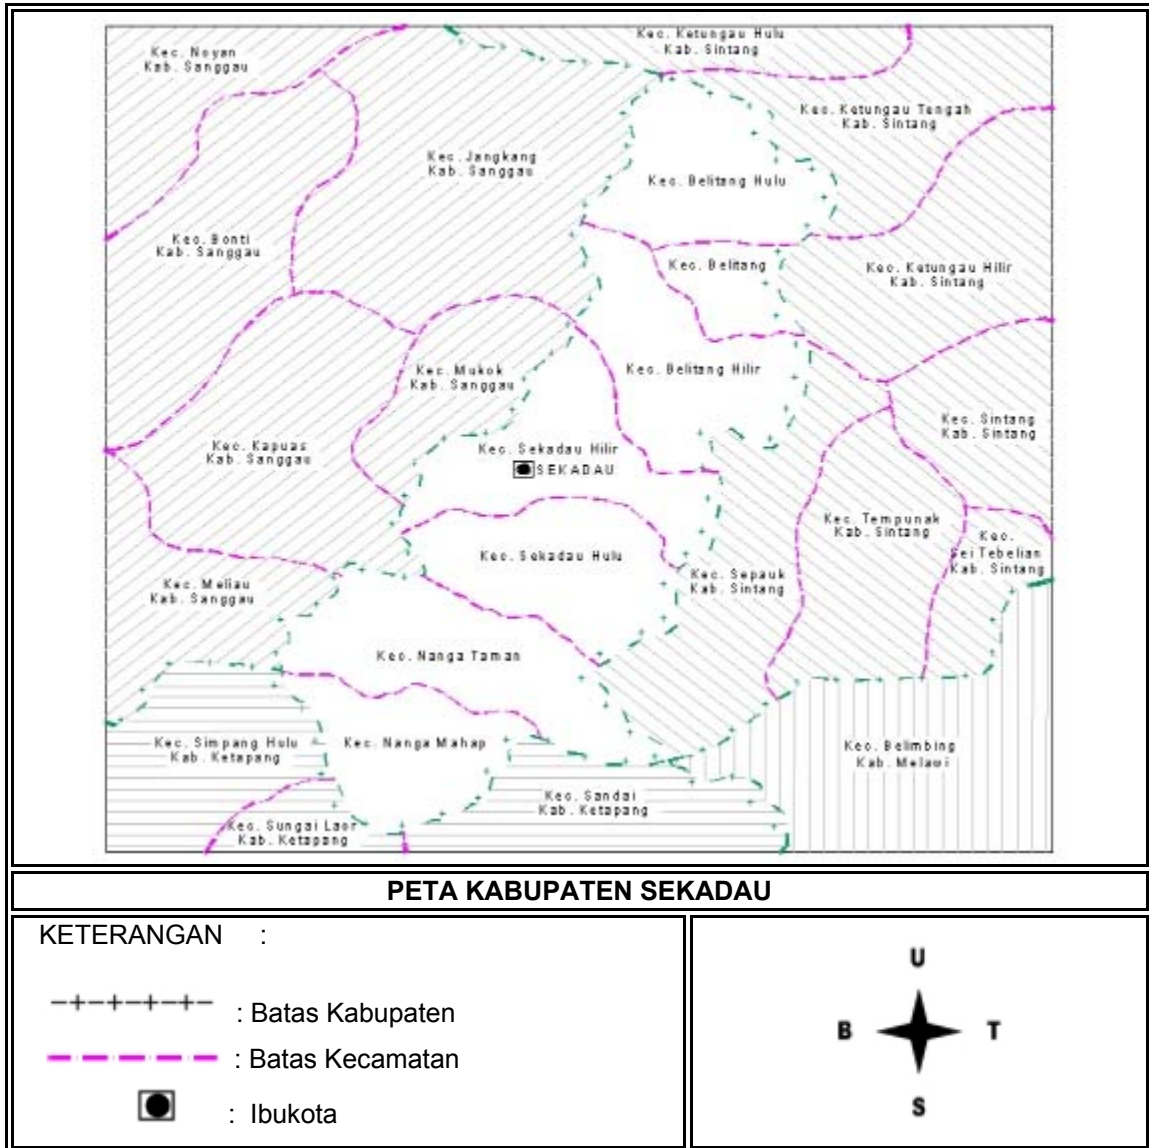 Kec. Ketungau Hulu
Kab. Sintang
Kec. Noyan
Kab. Sanggau
Kec. Ketungau Tengah
Kab. Sintang
Kec. Jangkang
Kab. Sanggau
Kec. Belitang Hulu
Kec. Bonti
Kab. Sanggau
Kec. Belitang
Kec. Ketungau Hilir
Kab. Sintang
Kec. Mukok
Kab. Sanggau
Kec. Belitang Hilir
Kec. Sintang
Kab. Sintang
Kec. Kapuas
Kab. Sanggau
Kec. Sekadau Hilir
SEKADAU
Kec. Tempunak
Kab. Sintang
Kec.
Sei Tebelian
Kab. Sintang
Kec. Sekadau Hulu
Kec. Sepauk
Kab. Sintang
Kec. Meliau
Kab. Sanggau
Kec. Nanga Taman
Kec. Simpang Hulu
Kab. Ketapang
Kec. Nanga Mahap
Kec. Belimbing
Kab. Melawi
Kec. Sandai
Kab. Ketapang
Kec. Sungai Laor
Kab. Ketapang
PETA KABUPATEN SEKADAU
KETERANGAN :
: Batas Kabupaten
: Batas Kecamatan
: Ibukota
U
B T
S